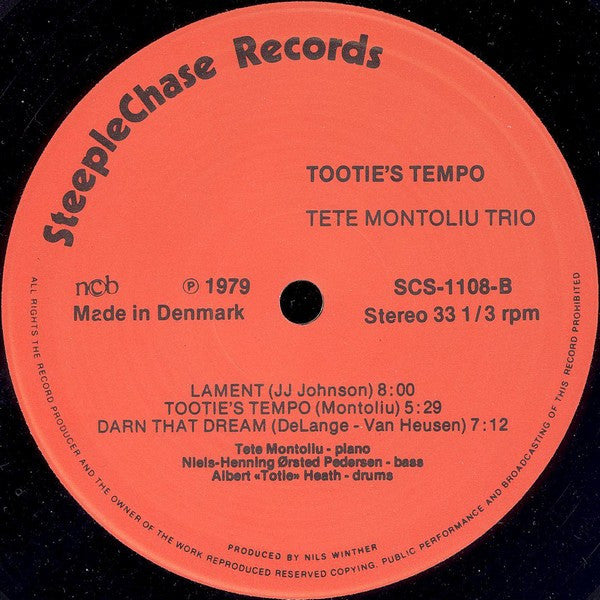 SteepleChase Records
TOOTIE'S TEMPO
TETE MONTOLIU TRIO
ncb
℗ 1979
SCS-1108-B
Made in Denmark
Stereo 33 1/3 rpm
LAMENT (JJ Johnson) 8:00
TOOTIE'S TEMPO (Montoliu) 5:29
DARN THAT DREAM (DeLange - Van Heusen) 7:12
Tete Montoliu - piano
Niels-Henning Ørsted Pedersen - bass
Albert «Totie» Heath - drums
PRODUCED BY NILS WINTHER
ALL RIGHTS THE RECORD PRODUCER AND THE OWNER OF THE WORK REPRODUCED RESERVED COPYING, PUBLIC PERFORMANCE AND BROADCASTING OF THIS RECORD PROHIBITED